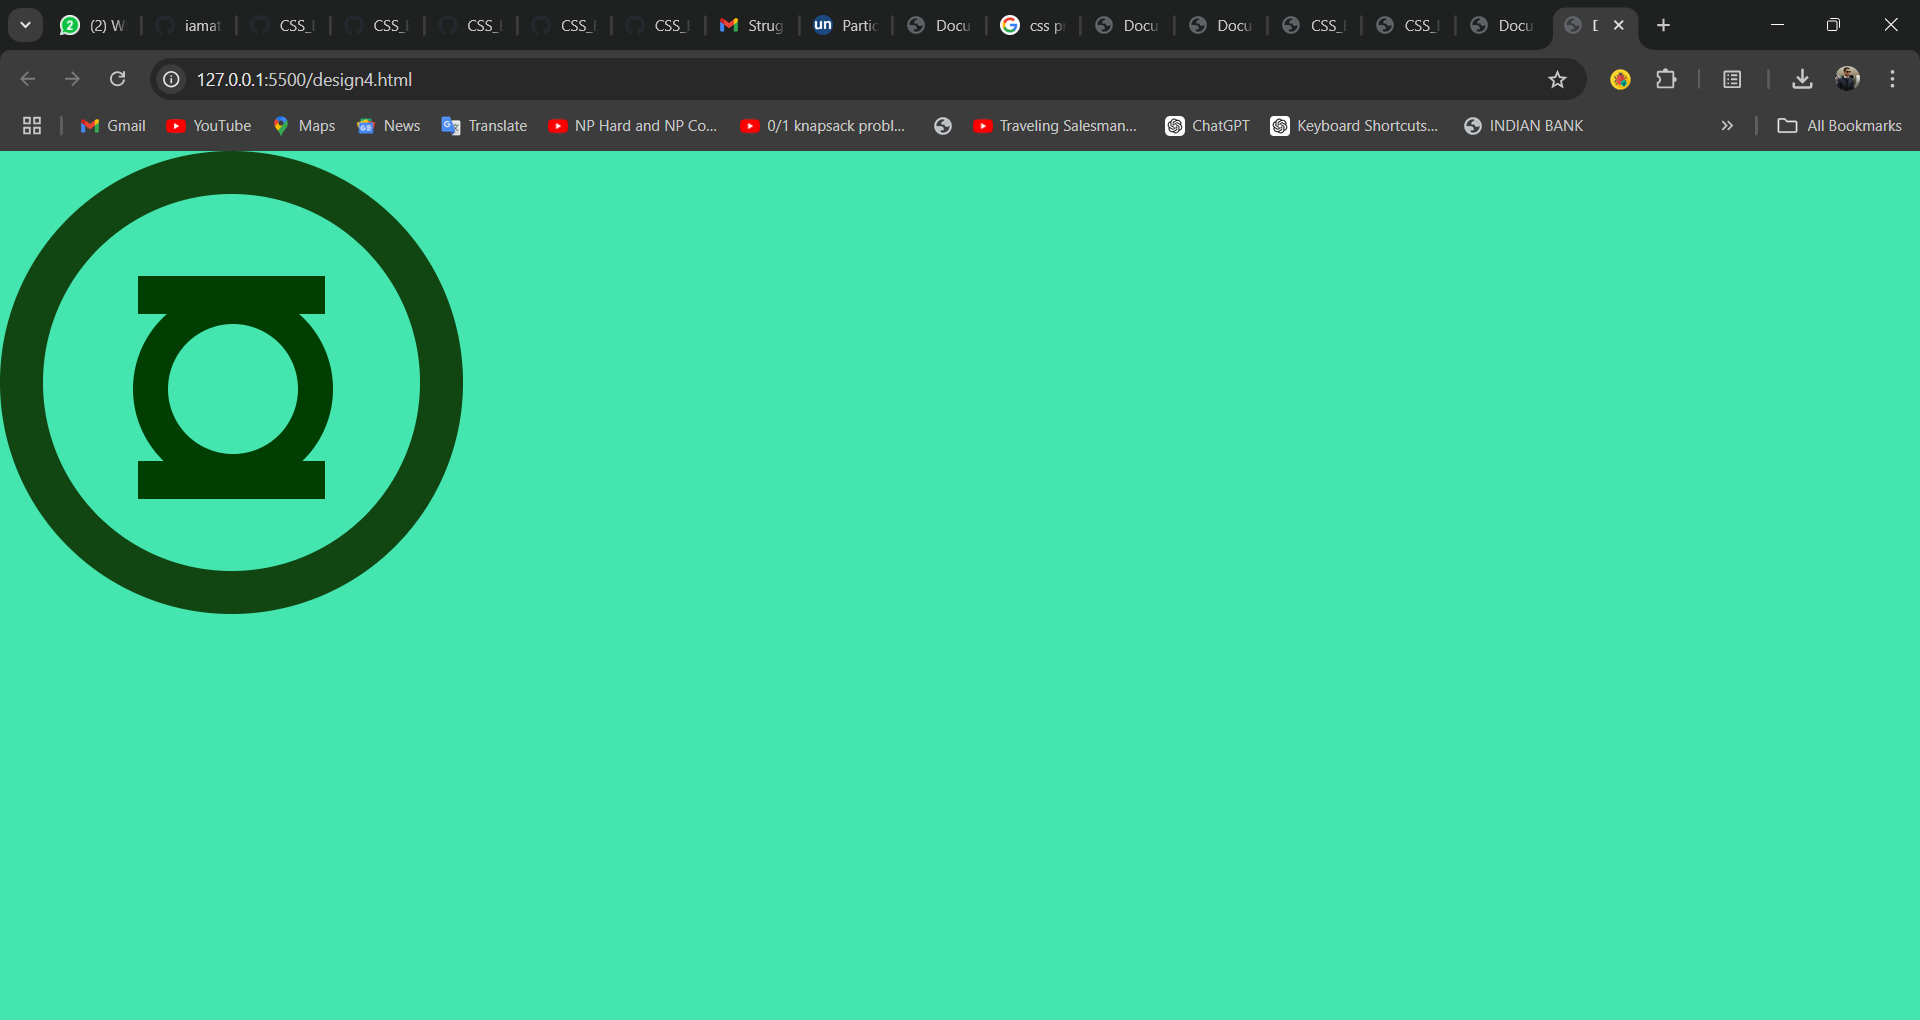 2 (2) W iamat CSS_ CSS_ CSS_ CSS_ CSS_ Strug un Partic Docu css p Docu Docu CSS_ CSS_ Docu
127.0.0.1:5500/design4.html
Gmail YouTube Maps News Translate NP Hard and NP Co... 0/1 knapsack probl... Traveling Salesman... ChatGPT Keyboard Shortcuts... INDIAN BANK All Bookmarks